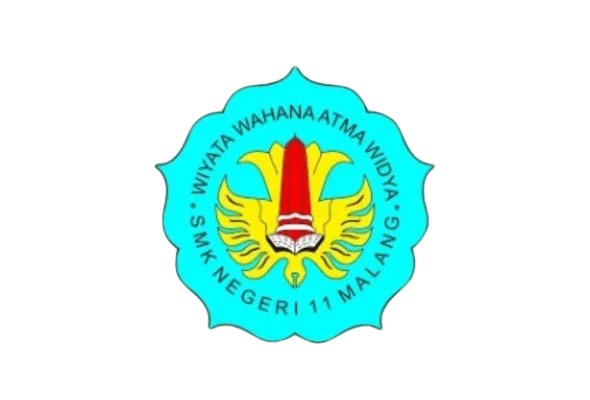 WIYATA WAHANA ATMA WIDYA
* SMK NEGERI 11 MALANG *